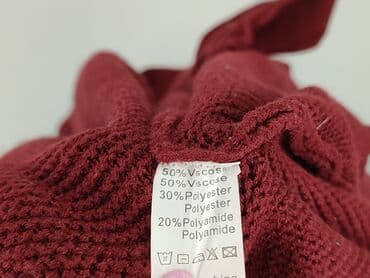 50% Vscose
50% Vscose
30% Polyester
Polyester
20% Polyamide
Polyamide